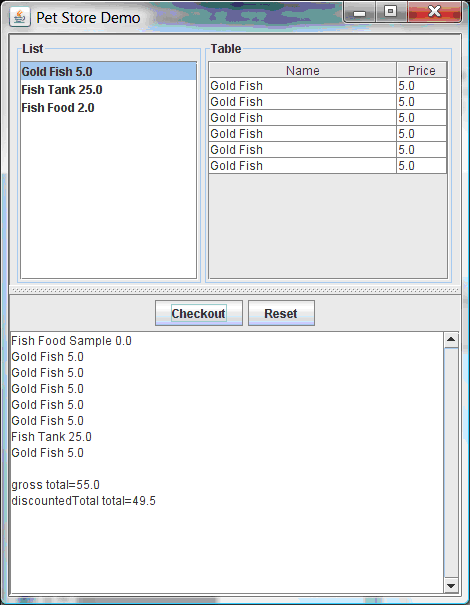 Pet Store Demo
List
Gold Fish 5.0
Fish Tank 25.0
Fish Food 2.0
Table
Name Price
Gold Fish 5.0
Gold Fish 5.0
Gold Fish 5.0
Gold Fish 5.0
Gold Fish 5.0
Gold Fish 5.0
Checkout Reset
Fish Food Sample 0.0
Gold Fish 5.0
Gold Fish 5.0
Gold Fish 5.0
Gold Fish 5.0
Gold Fish 5.0
Fish Tank 25.0
Gold Fish 5.0
gross total=55.0
discountedTotal total=49.5